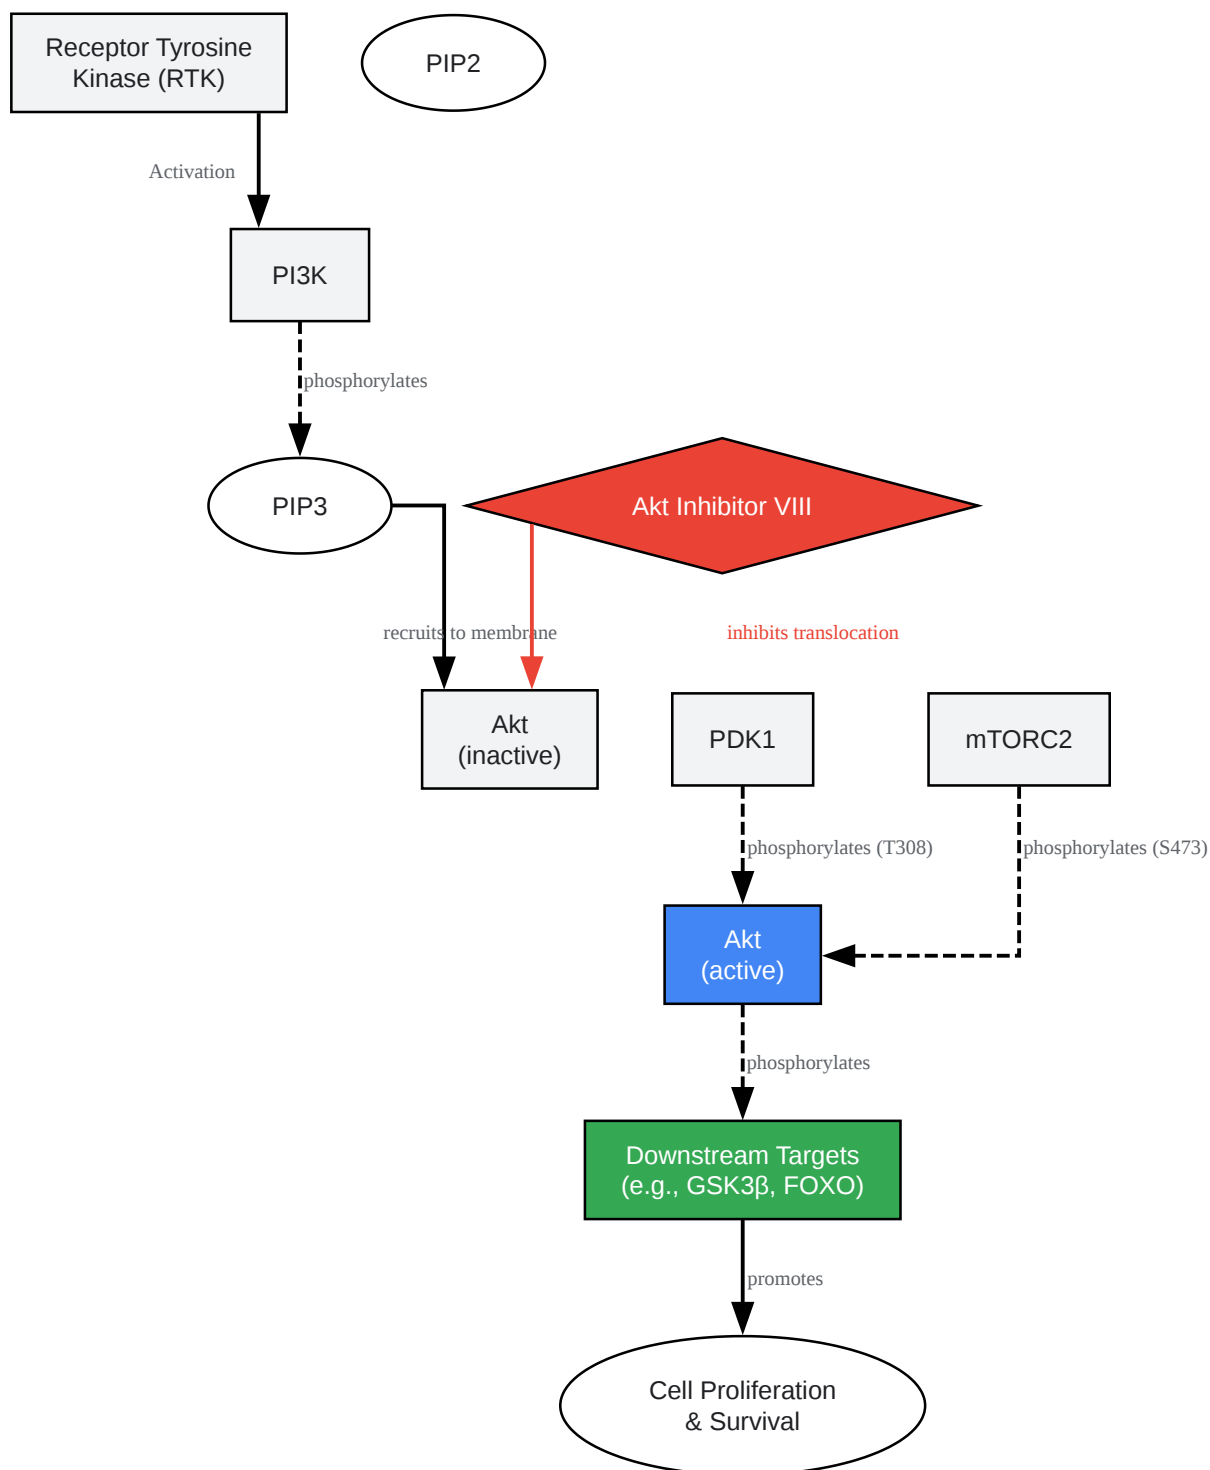 Receptor Tyrosine
Kinase (RTK)
PIP2
Activation
PI3K
phosphorylates
PIP3
Akt Inhibitor VIII
recruits to membrane
inhibits translocation
Akt
(inactive)
PDK1
mTORC2
phosphorylates (T308)
phosphorylates (S473)
Akt
(active)
phosphorylates
Downstream Targets
(e.g., GSK3β, FOXO)
promotes
Cell Proliferation
& Survival